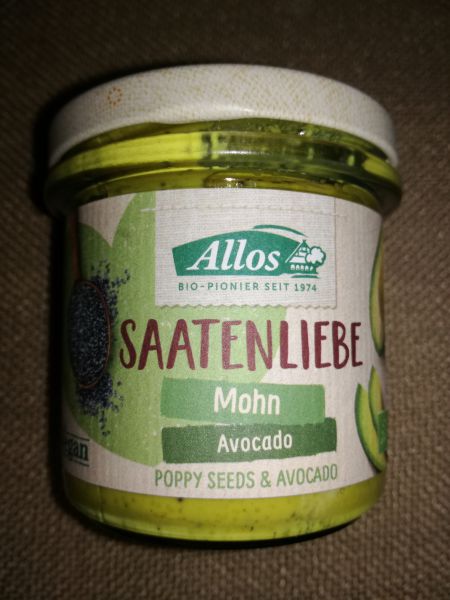 Allos
BIO-PIONIER SEIT 1974
SAATENLIEBE
Mohn
Avocado
POPPY SEEDS & AVOCADO